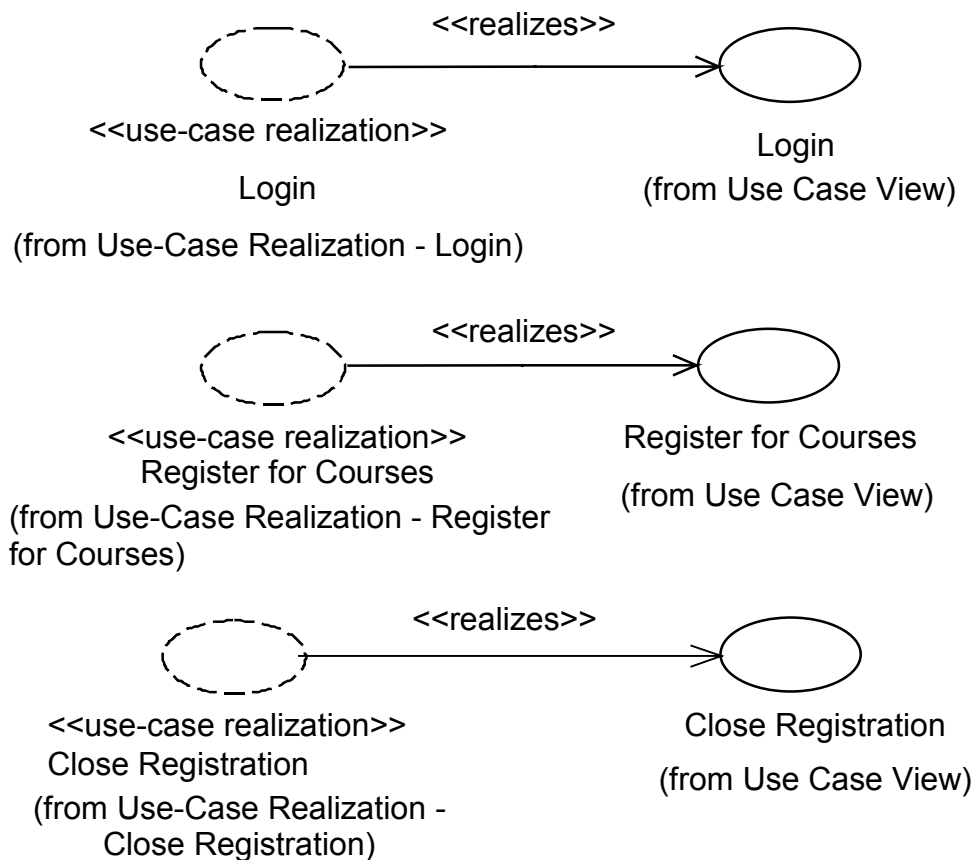 <<realizes>>
<<use-case realization>>
Login
(from Use-Case Realization - Login)
Login
(from Use Case View)
<<realizes>>
<<use-case realization>>
Register for Courses
(from Use-Case Realization - Register
for Courses)
Register for Courses
(from Use Case View)
<<realizes>>
<<use-case realization>>
Close Registration
(from Use-Case Realization -
Close Registration)
Close Registration
(from Use Case View)